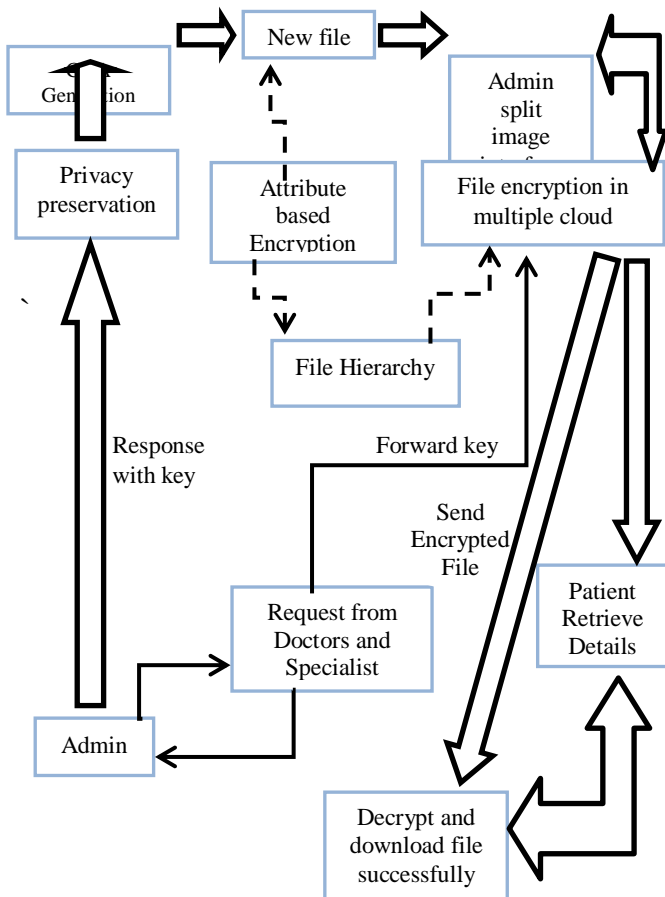 New file
Generation
Admin
split
image
Privacy
preservation
Attribute
based
Encryption
File encryption in
multiple cloud
`
File Hierarchy
Response
with key
Forward key
Send
Encrypted
File
Request from
Doctors and
Specialist
Patient
Retrieve
Details
Admin
Decrypt and
download file
successfully